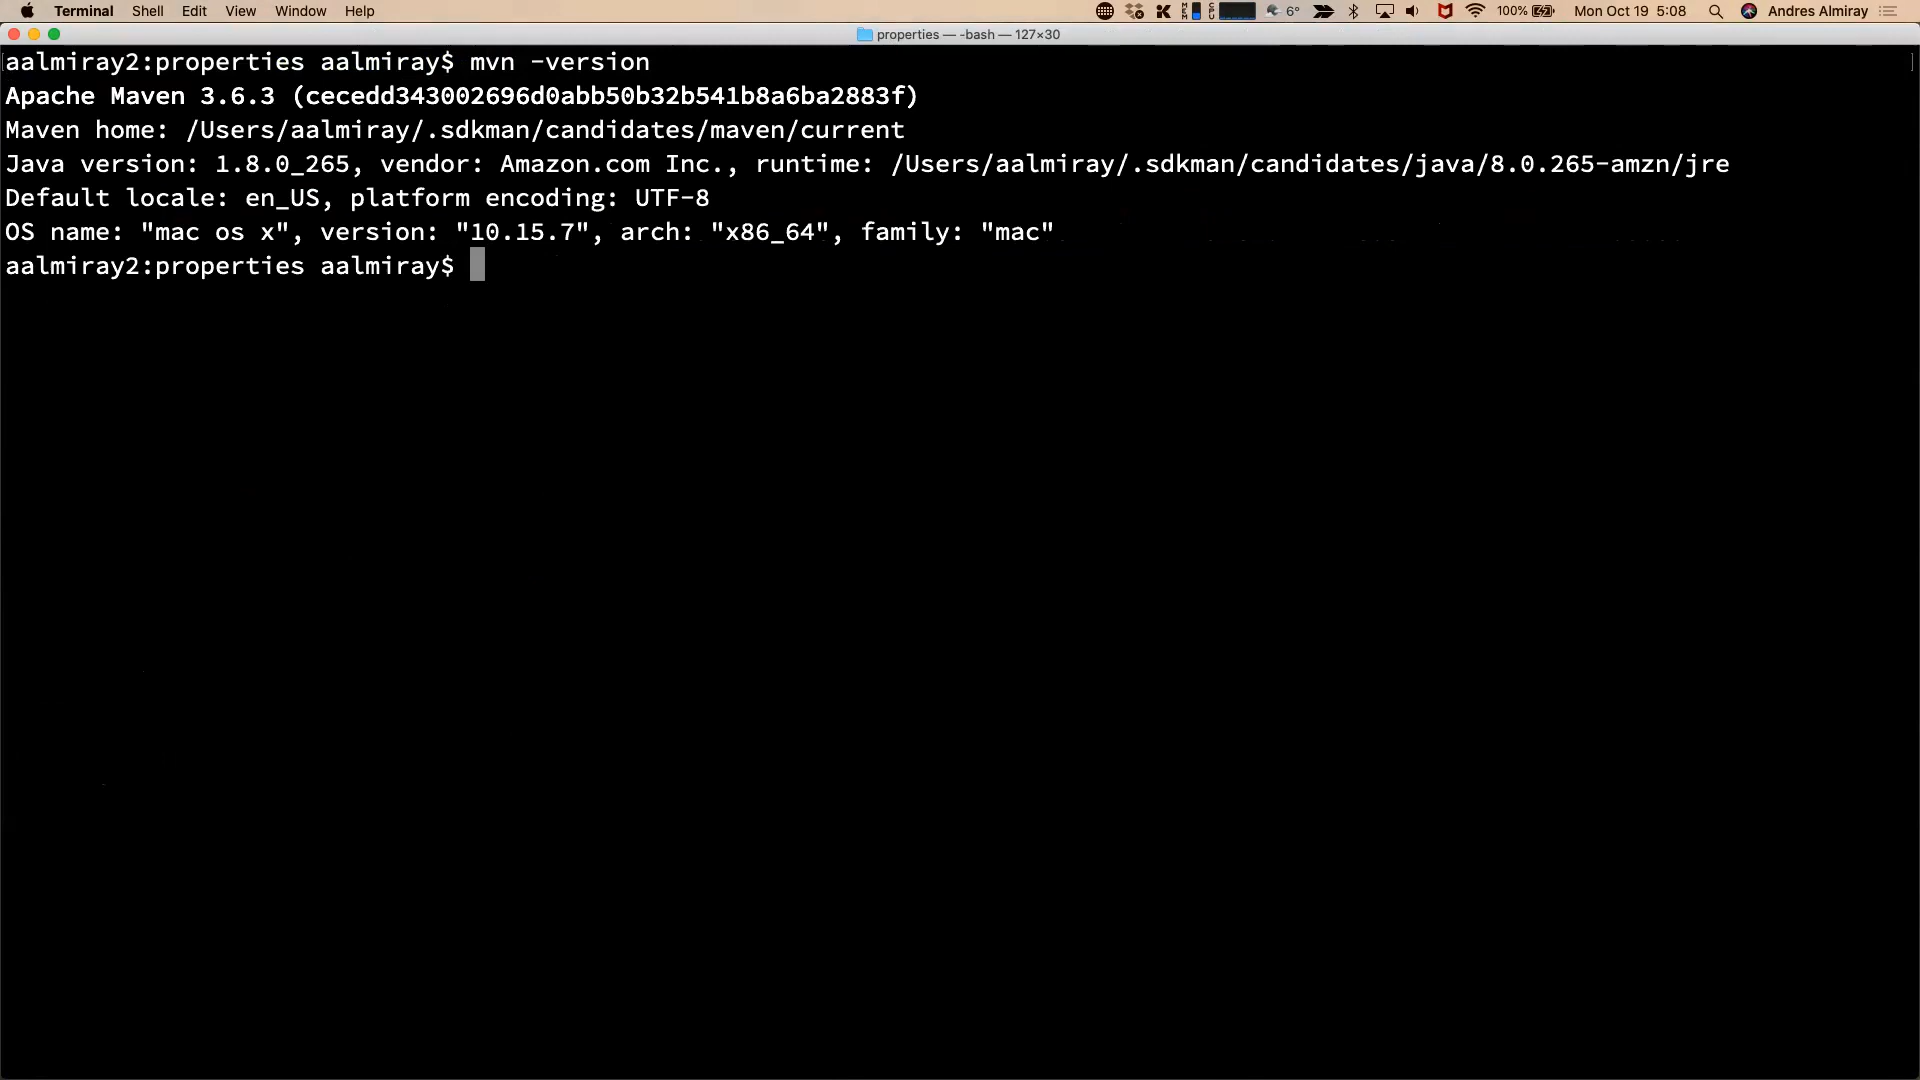 Terminal Shell Edit View Window Help 6° 100% Mon Oct 19 5:08 Andres Almiray
properties — -bash — 127×30
aalmiray2:properties aalmiray$ mvn -version
Apache Maven 3.6.3 (cecedd343002696d0abb50b32b541b8a6ba2883f)
Maven home: /Users/aalmiray/.sdkman/candidates/maven/current
Java version: 1.8.0_265, vendor: Amazon.com Inc., runtime: /Users/aalmiray/.sdkman/candidates/java/8.0.265-amzn/jre
Default locale: en_US, platform encoding: UTF-8
OS name: "mac os x", version: "10.15.7", arch: "x86_64", family: "mac"
aalmiray2:properties aalmiray$